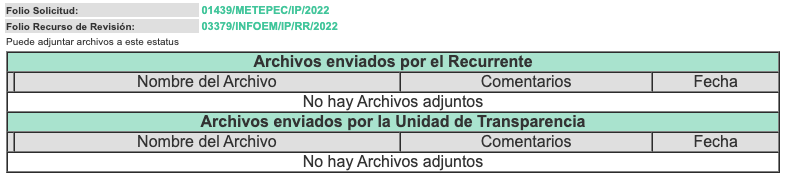 Folio Solicitud: 01439/METEPEC/IP/2022
Folio Recurso de Revisión: 03379/INFOEM/IP/RR/2022
Puede adjuntar archivos a este estatus
Archivos enviados por el Recurrente
Nombre del Archivo Comentarios Fecha
No hay Archivos adjuntos
Archivos enviados por la Unidad de Transparencia
Nombre del Archivo Comentarios Fecha
No hay Archivos adjuntos